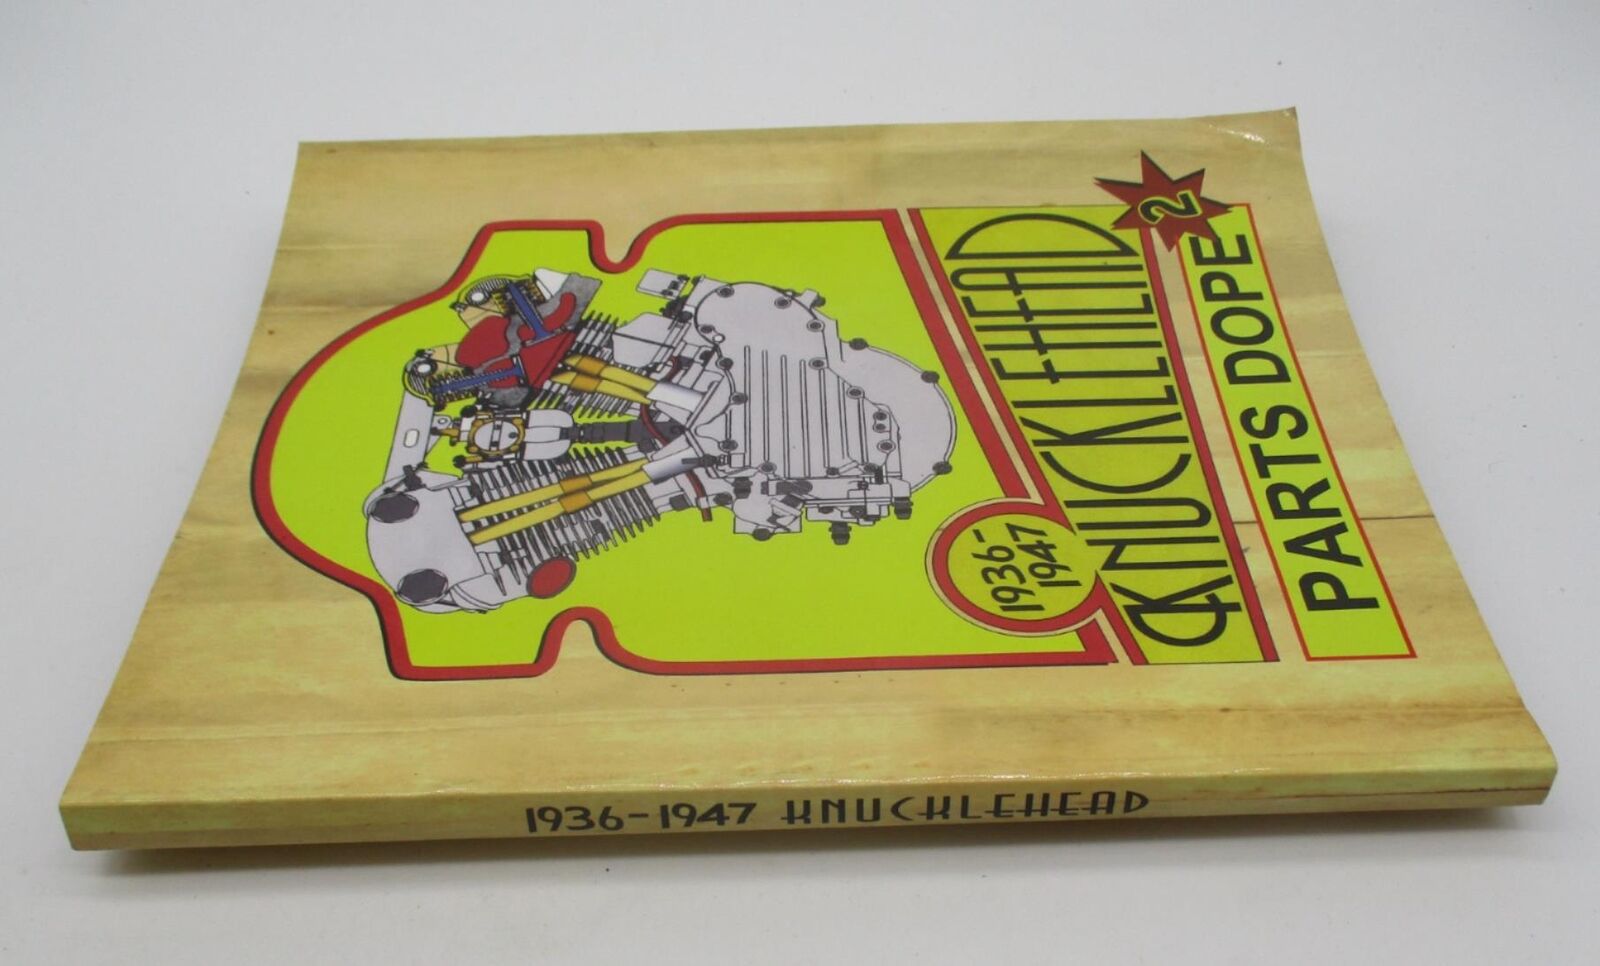 1936-
1947
KNUCKLEHEAD
2
PARTS DOPE
1936-1947 KNUCKLEHEAD